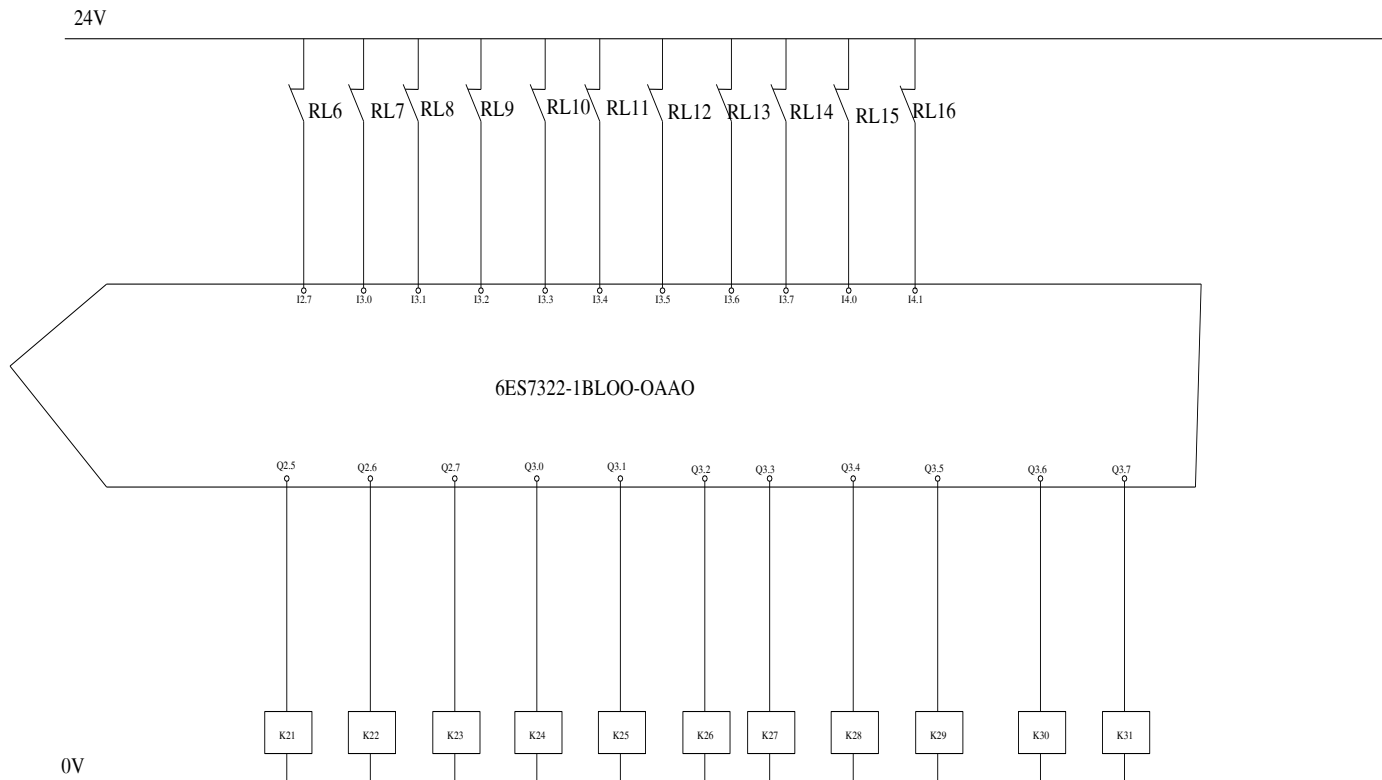 24V
RL6 RL7 RL8 RL9 RL10 RL11 RL12 RL13 RL14 RL15 RL16
I2.7 I3.0 I3.1 I3.2 I3.3 I3.4 I3.5 I3.6 I3.7 I4.0 I4.1
6ES7322-1BLOO-OAAO
Q2.5 Q2.6 Q2.7 Q3.0 Q3.1 Q3.2 Q3.3 Q3.4 Q3.5 Q3.6 Q3.7
K21 K22 K23 K24 K25 K26 K27 K28 K29 K30 K31
0V